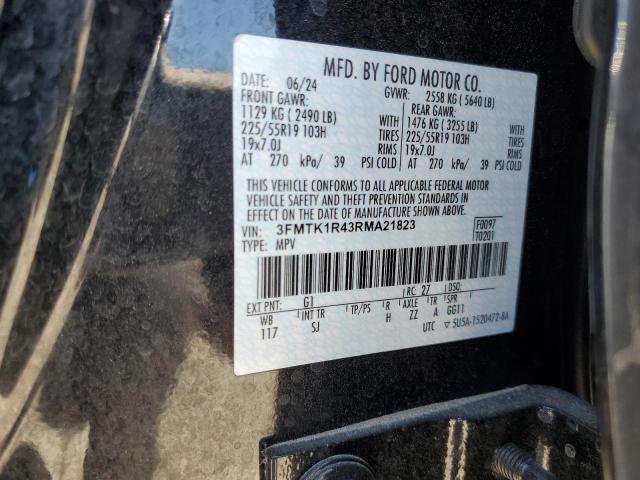 MFD. BY FORD MOTOR CO.
DATE: 06/24 GVWR: 2558 KG ( 5640 LB)
FRONT GAWR: REAR GAWR:
1129 KG ( 2490 LB) WITH 1476 KG ( 3255 LB) WITH
225/55R19 103H TIRES 225/55R19 103H TIRES
19x7.0J RIMS 19x7.0J RIMS
AT 270 kPa/ 39 PSI COLD AT 270 kPa/ 39 PSI COLD
THIS VEHICLE CONFORMS TO ALL APPLICABLE FEDERAL MOTOR
VEHICLE SAFETY AND THEFT PREVENTION STANDARDS
IN EFFECT ON THE DATE OF MANUFACTURE SHOWN ABOVE.
VIN: 3FMTK1R43RMA21823 F0097
TYPE: MPV T0201
EXT PNT: G1 RC: 27 DSO:
WB INT TR TP/PS R AXLE TR SPR
117 SJ H ZZ A GG11
UTC ▽ 5U5A-1520472-BA